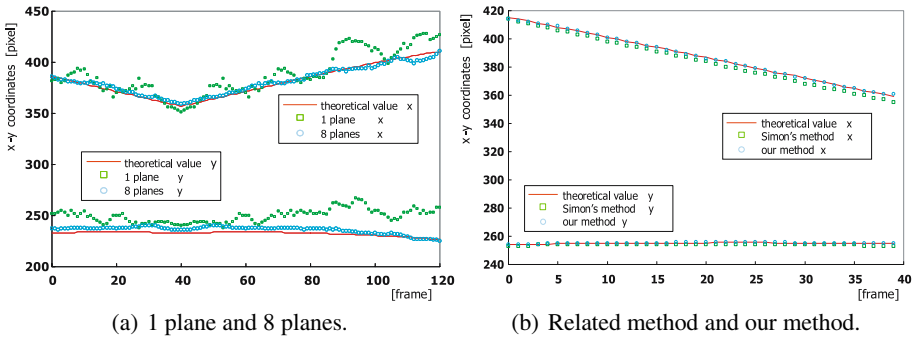 x-y coordinates [pixel]
450
400
350
300
250
200
theoretical value x
1 plane x
8 planes x
theoretical value y
1 plane y
8 planes y
0
20
40
60
80
100
120
[frame]
(a) 1 plane and 8 planes.
x-y coordinates [pixel]
420
400
380
360
340
320
300
280
260
240
theoretical value x
Simon's method x
our method x
theoretical value y
Simon's method y
our method y
0
5
10
15
20
25
30
35
40
[frame]
(b) Related method and our method.